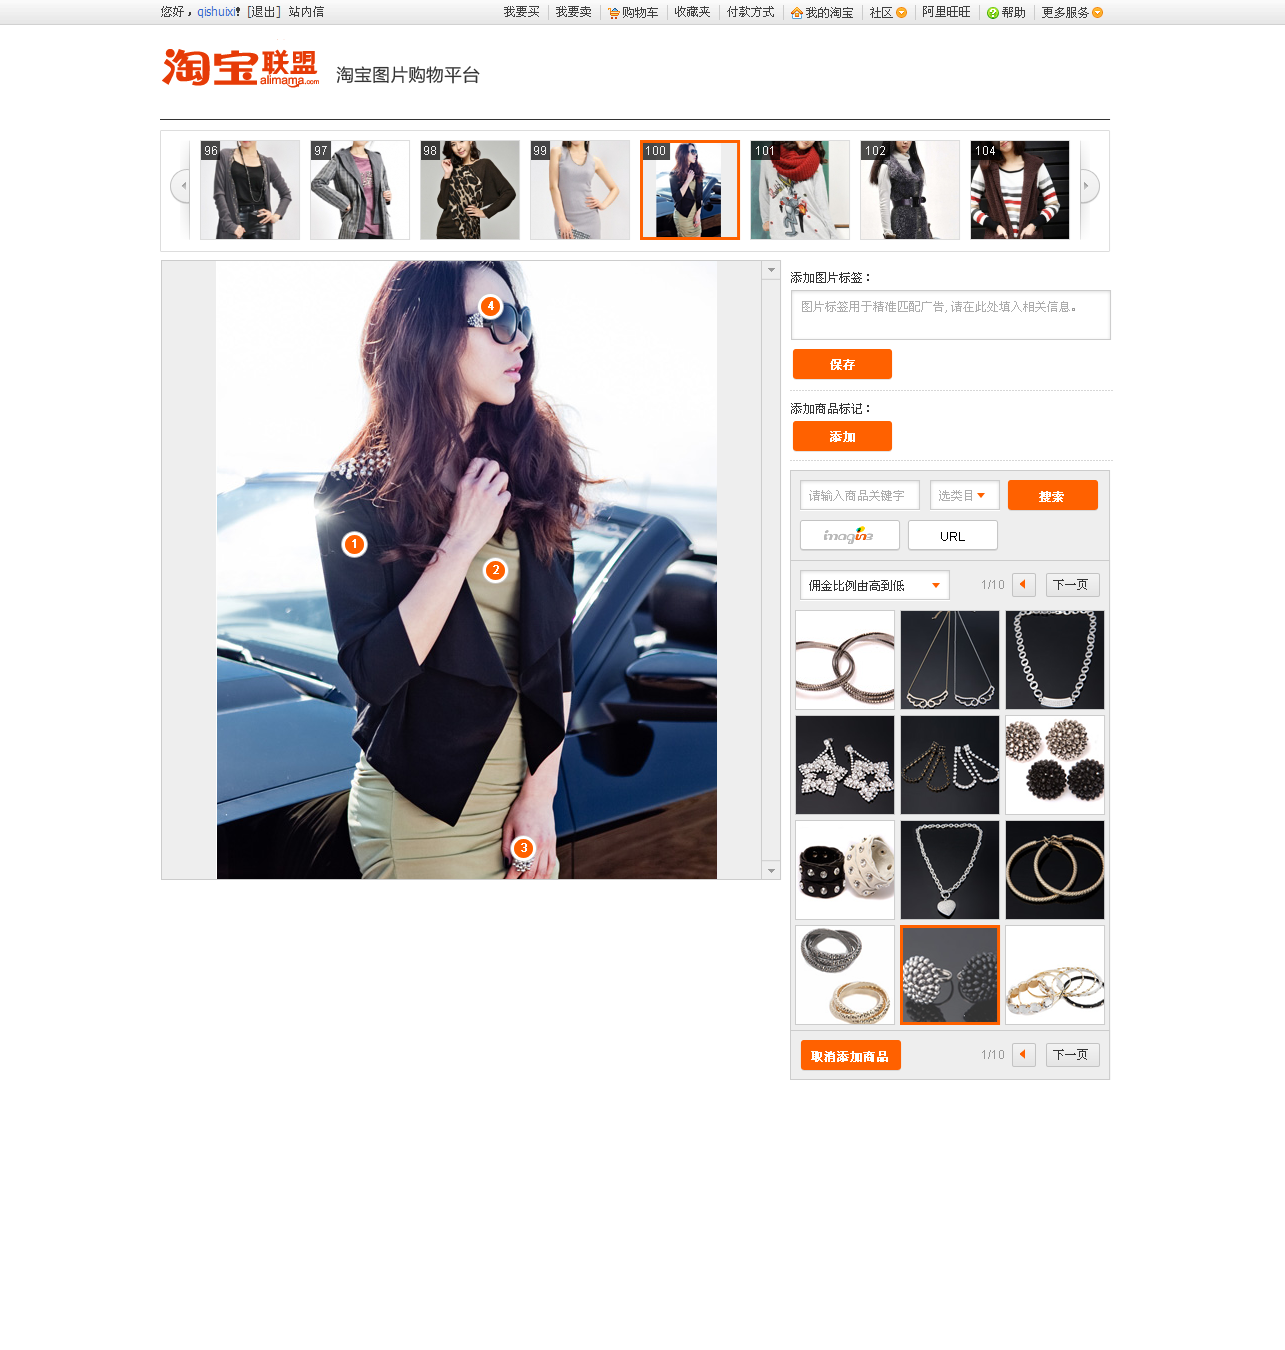 您好，qishuixi! [退出] 站内信 我要买 我要卖 购物车 收藏夹 付款方式 我的淘宝 社区 阿里旺旺 帮助 更多服务
淘宝联盟
alimama.com
淘宝图片购物平台
96 97 98 99 100 101 102 104
添加图片标签：
图片标签用于精准匹配广告,请在此处填入相关信息。
保存
添加商品标记：
添加
请输入商品关键字 选类目 搜索
imagine URL
佣金比例由高到低 1/10 下一页
4
1
2
3
取消添加商品 1/10 下一页